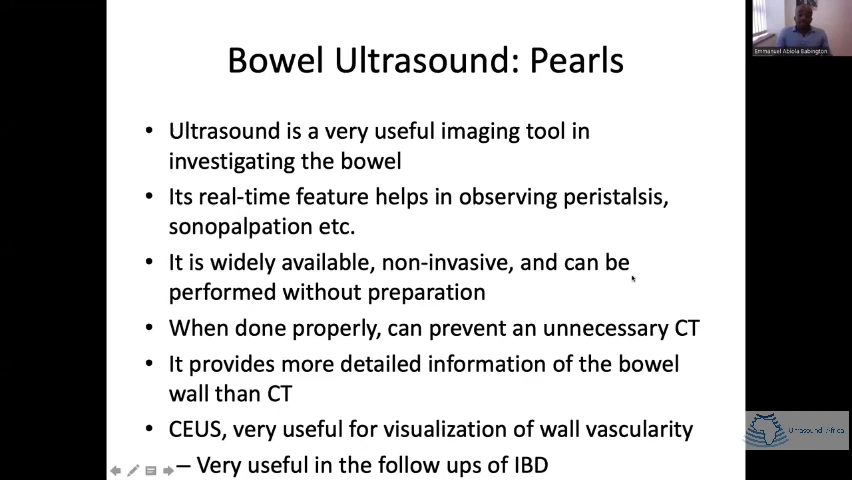 Emmanuel Abiola Babington
Bowel Ultrasound: Pearls
• Ultrasound is a very useful imaging tool in
investigating the bowel
• Its real-time feature helps in observing peristalsis,
sonopalpation etc.
• It is widely available, non-invasive, and can be
performed without preparation
• When done properly, can prevent an unnecessary CT
• It provides more detailed information of the bowel
wall than CT
• CEUS, very useful for visualization of wall vascularity
– Very useful in the follow ups of IBD
Ultrasound Africa